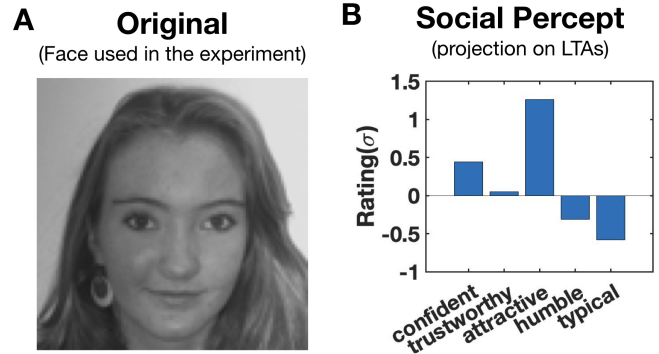 A
Original
(Face used in the experiment)
B
Social Percept
(projection on LTAs)
Rating(σ)
1.5
1
0.5
0
-0.5
-1
confident
trustworthy
attractive
humble
typical